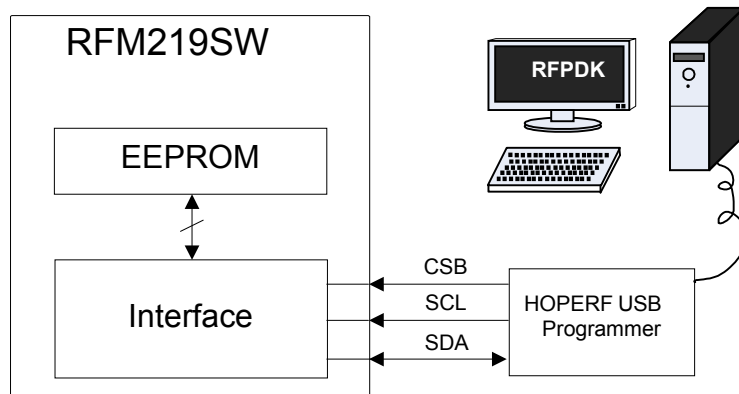 RFM219SW
RFPDK
EEPROM
CSB
SCL
SDA
Interface
HOPERF USB
Programmer